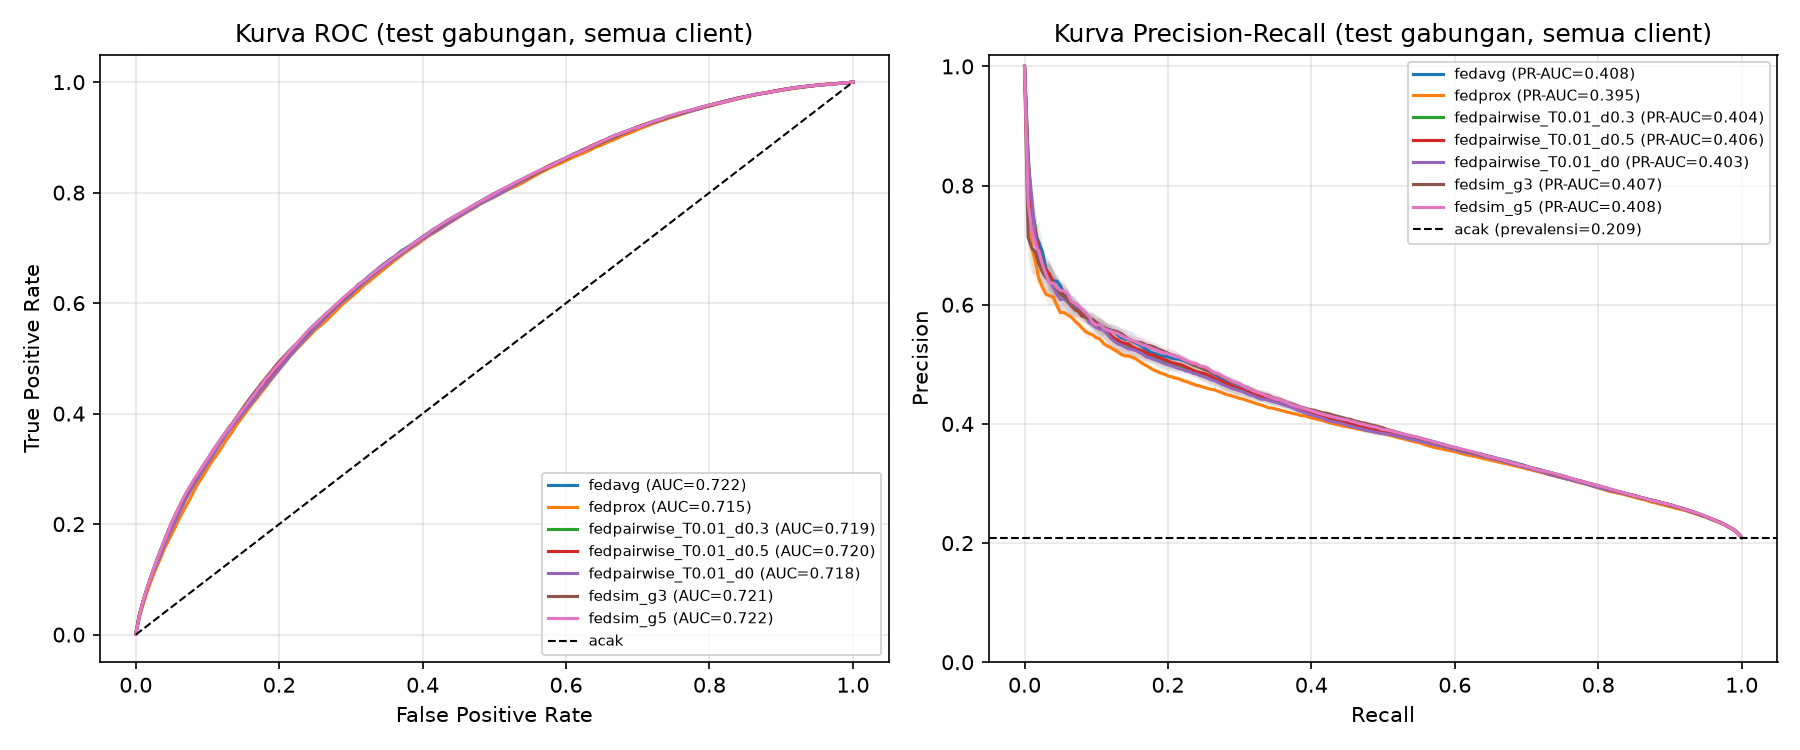 Kurva ROC (test gabungan, semua client)
True Positive Rate
1.0
0.8
0.6
0.4
0.2
0.0
0.0 0.2 0.4 0.6 0.8 1.0
False Positive Rate
fedavg (AUC=0.722)
fedprox (AUC=0.715)
fedpairwise_T0.01_d0.3 (AUC=0.719)
fedpairwise_T0.01_d0.5 (AUC=0.720)
fedpairwise_T0.01_d0 (AUC=0.718)
fedsim_g3 (AUC=0.721)
fedsim_g5 (AUC=0.722)
acak
Kurva Precision-Recall (test gabungan, semua client)
Precision
1.0
0.8
0.6
0.4
0.2
0.0
0.0 0.2 0.4 0.6 0.8 1.0
Recall
fedavg (PR-AUC=0.408)
fedprox (PR-AUC=0.395)
fedpairwise_T0.01_d0.3 (PR-AUC=0.404)
fedpairwise_T0.01_d0.5 (PR-AUC=0.406)
fedpairwise_T0.01_d0 (PR-AUC=0.403)
fedsim_g3 (PR-AUC=0.407)
fedsim_g5 (PR-AUC=0.408)
acak (prevalensi=0.209)